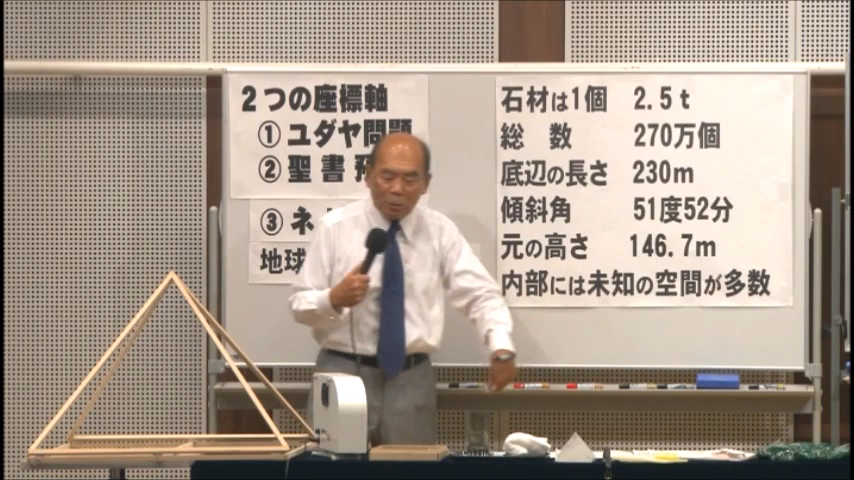 2つの座標軸
①ユダヤ問題
②聖書
③ネ
地球
石材は1個 2.5t
総数 270万個
底辺の長さ 230m
傾斜角 51度52分
元の高さ 146.7m
内部には未知の空間が多数